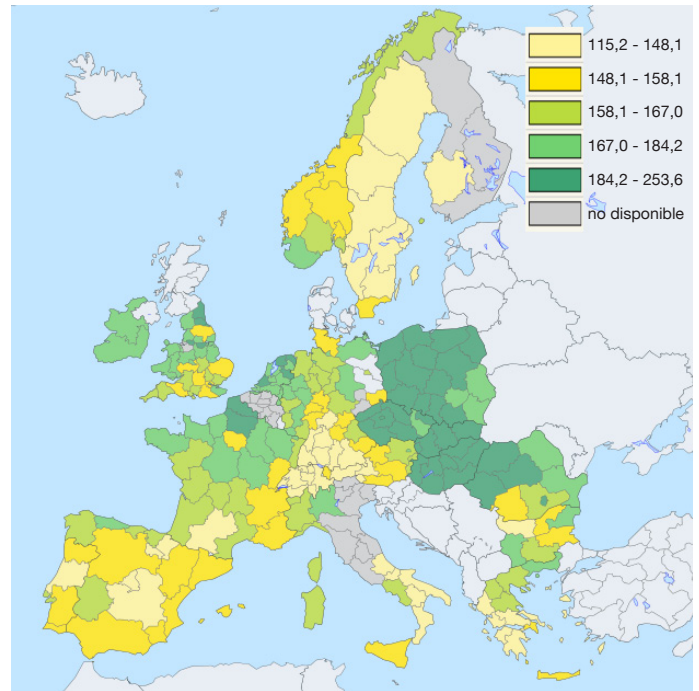 115,2 - 148,1
148,1 - 158,1
158,1 - 167,0
167,0 - 184,2
184,2 - 253,6
no disponible